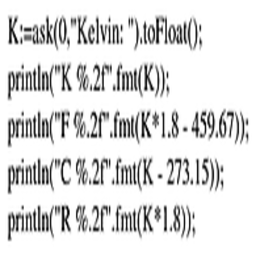 K:=ask(0,"Kelvin: ").toFloat();
println("K %.2f".fmt(K));
println("F %.2f".fmt(K*1.8 - 459.67));
println("C %.2f".fmt(K - 273.15));
println("R %.2f".fmt(K*1.8));